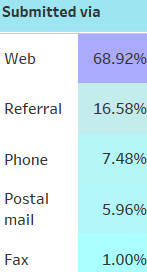 Submitted via
Web 68.92%
Referral 16.58%
Phone 7.48%
Postal
mail 5.96%
Fax 1.00%